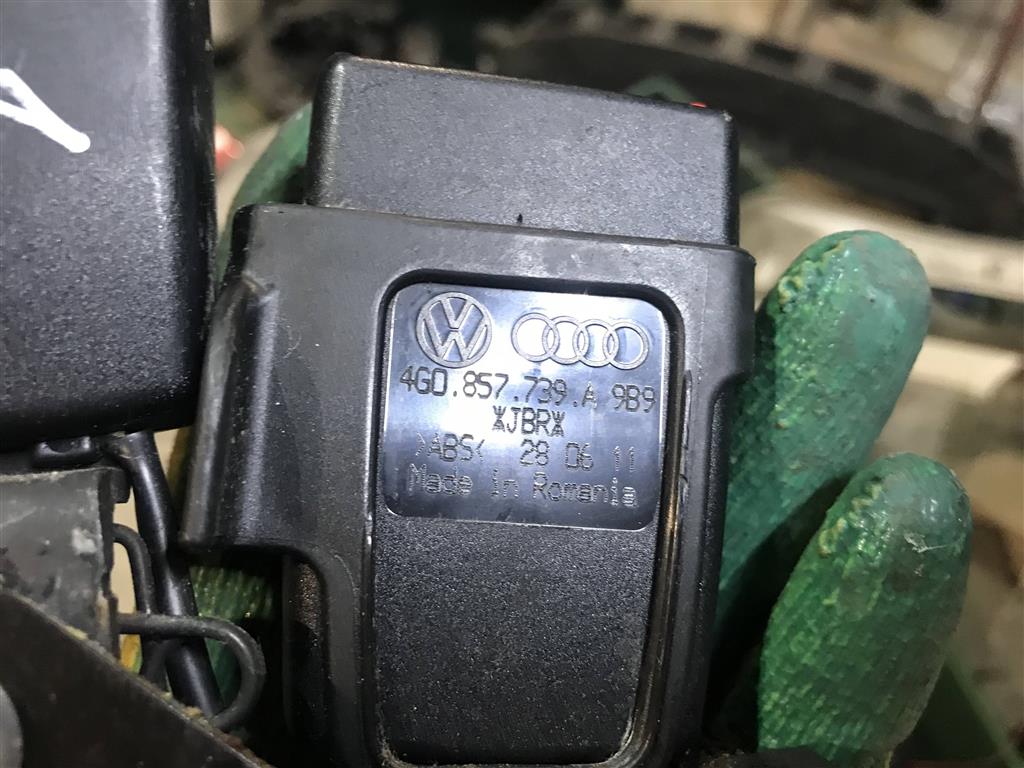 4G0.857.739.A 9B9
*JBR*
>ABS< 28 06 11
Made in Romania